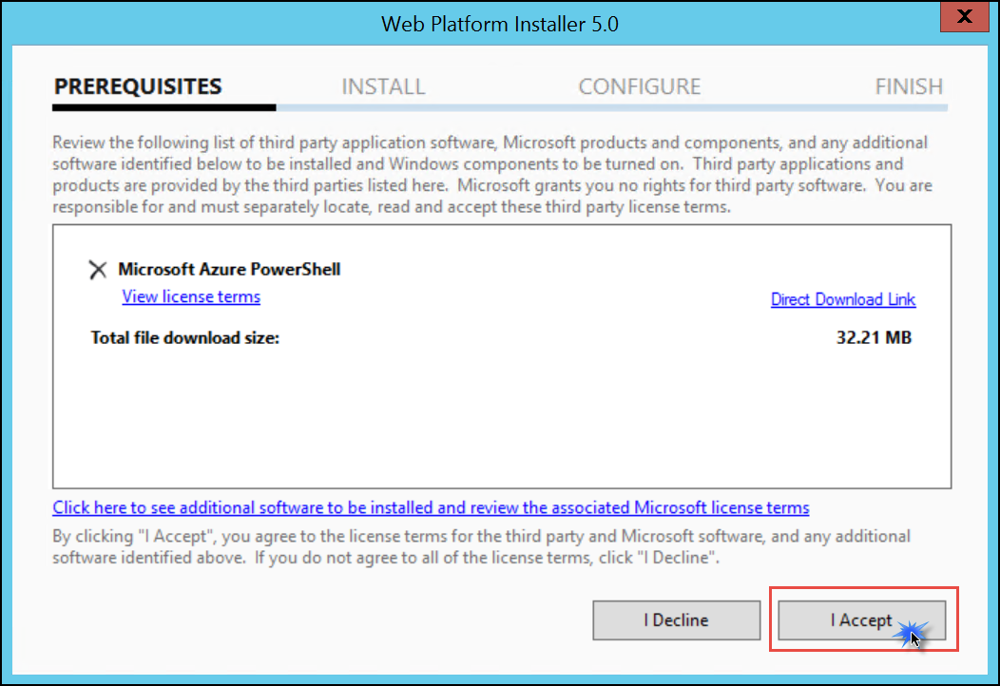 Web Platform Installer 5.0
X
PREREQUISITES INSTALL CONFIGURE FINISH
Review the following list of third party application software, Microsoft products and components, and any additional
software identified below to be installed and Windows components to be turned on.  Third party applications and
products are provided by the third parties listed here.  Microsoft grants you no rights for third party software.  You are
responsible for and must separately locate, read and accept these third party license terms.
Microsoft Azure PowerShell
View license terms
Direct Download Link
Total file download size: 32.21 MB
Click here to see additional software to be installed and review the associated Microsoft license terms
By clicking "I Accept", you agree to the license terms for the third party and Microsoft software, and any additional
software identified above.  If you do not agree to all of the license terms, click "I Decline".
I Decline I Accept